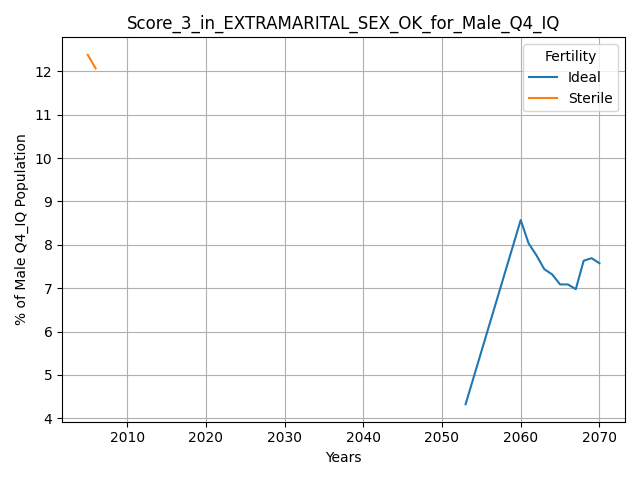 Score_3_in_EXTRAMARITAL_SEX_OK_for_Male_Q4_IQ
Fertility
Ideal
Sterile
% of Male Q4_IQ Population
12
11
10
9
8
7
6
5
4
2010 2020 2030 2040 2050 2060 2070
Years